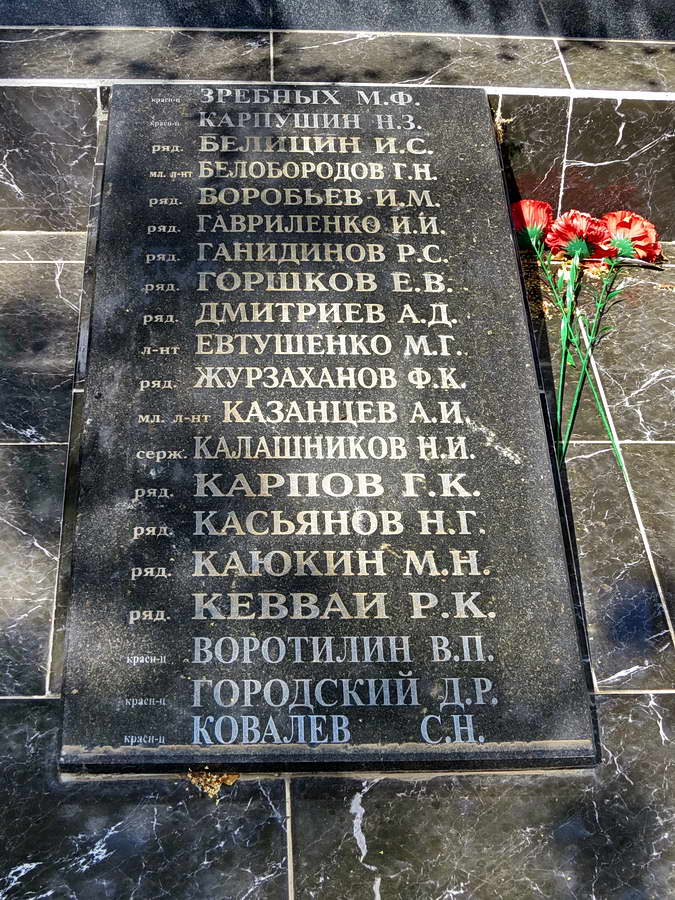 красн-ц ЗРЕБНЫХ М.Ф.
красн-ц КАРПУШИН Н.З.
ряд. БЕЛИЦИН И.С.
мл. л-нт БЕЛОБОРОДОВ Г.Н.
ряд. ВОРОБЬЕВ И.М.
ряд. ГАВРИЛЕНКО И.И.
ряд. ГАНИДИНОВ Р.С.
ряд. ГОРШКОВ Е.В.
ряд. ДМИТРИЕВ А.Д.
л-нт ЕВТУШЕНКО М.Г.
ряд. ЖУРЗАХАНОВ Ф.К.
мл. л-нт КАЗАНЦЕВ А.И.
серж. КАЛАШНИКОВ Н.И.
ряд. КАРПОВ Г.К.
ряд. КАСЬЯНОВ Н.Г.
ряд. КАЮКИН М.Н.
ряд. КЕВВАИ Р.К.
красн-ц ВОРОТИЛИН В.П.
красн-ц ГОРОДСКИЙ Д.Р.
красн-ц КОВАЛЕВ С.Н.